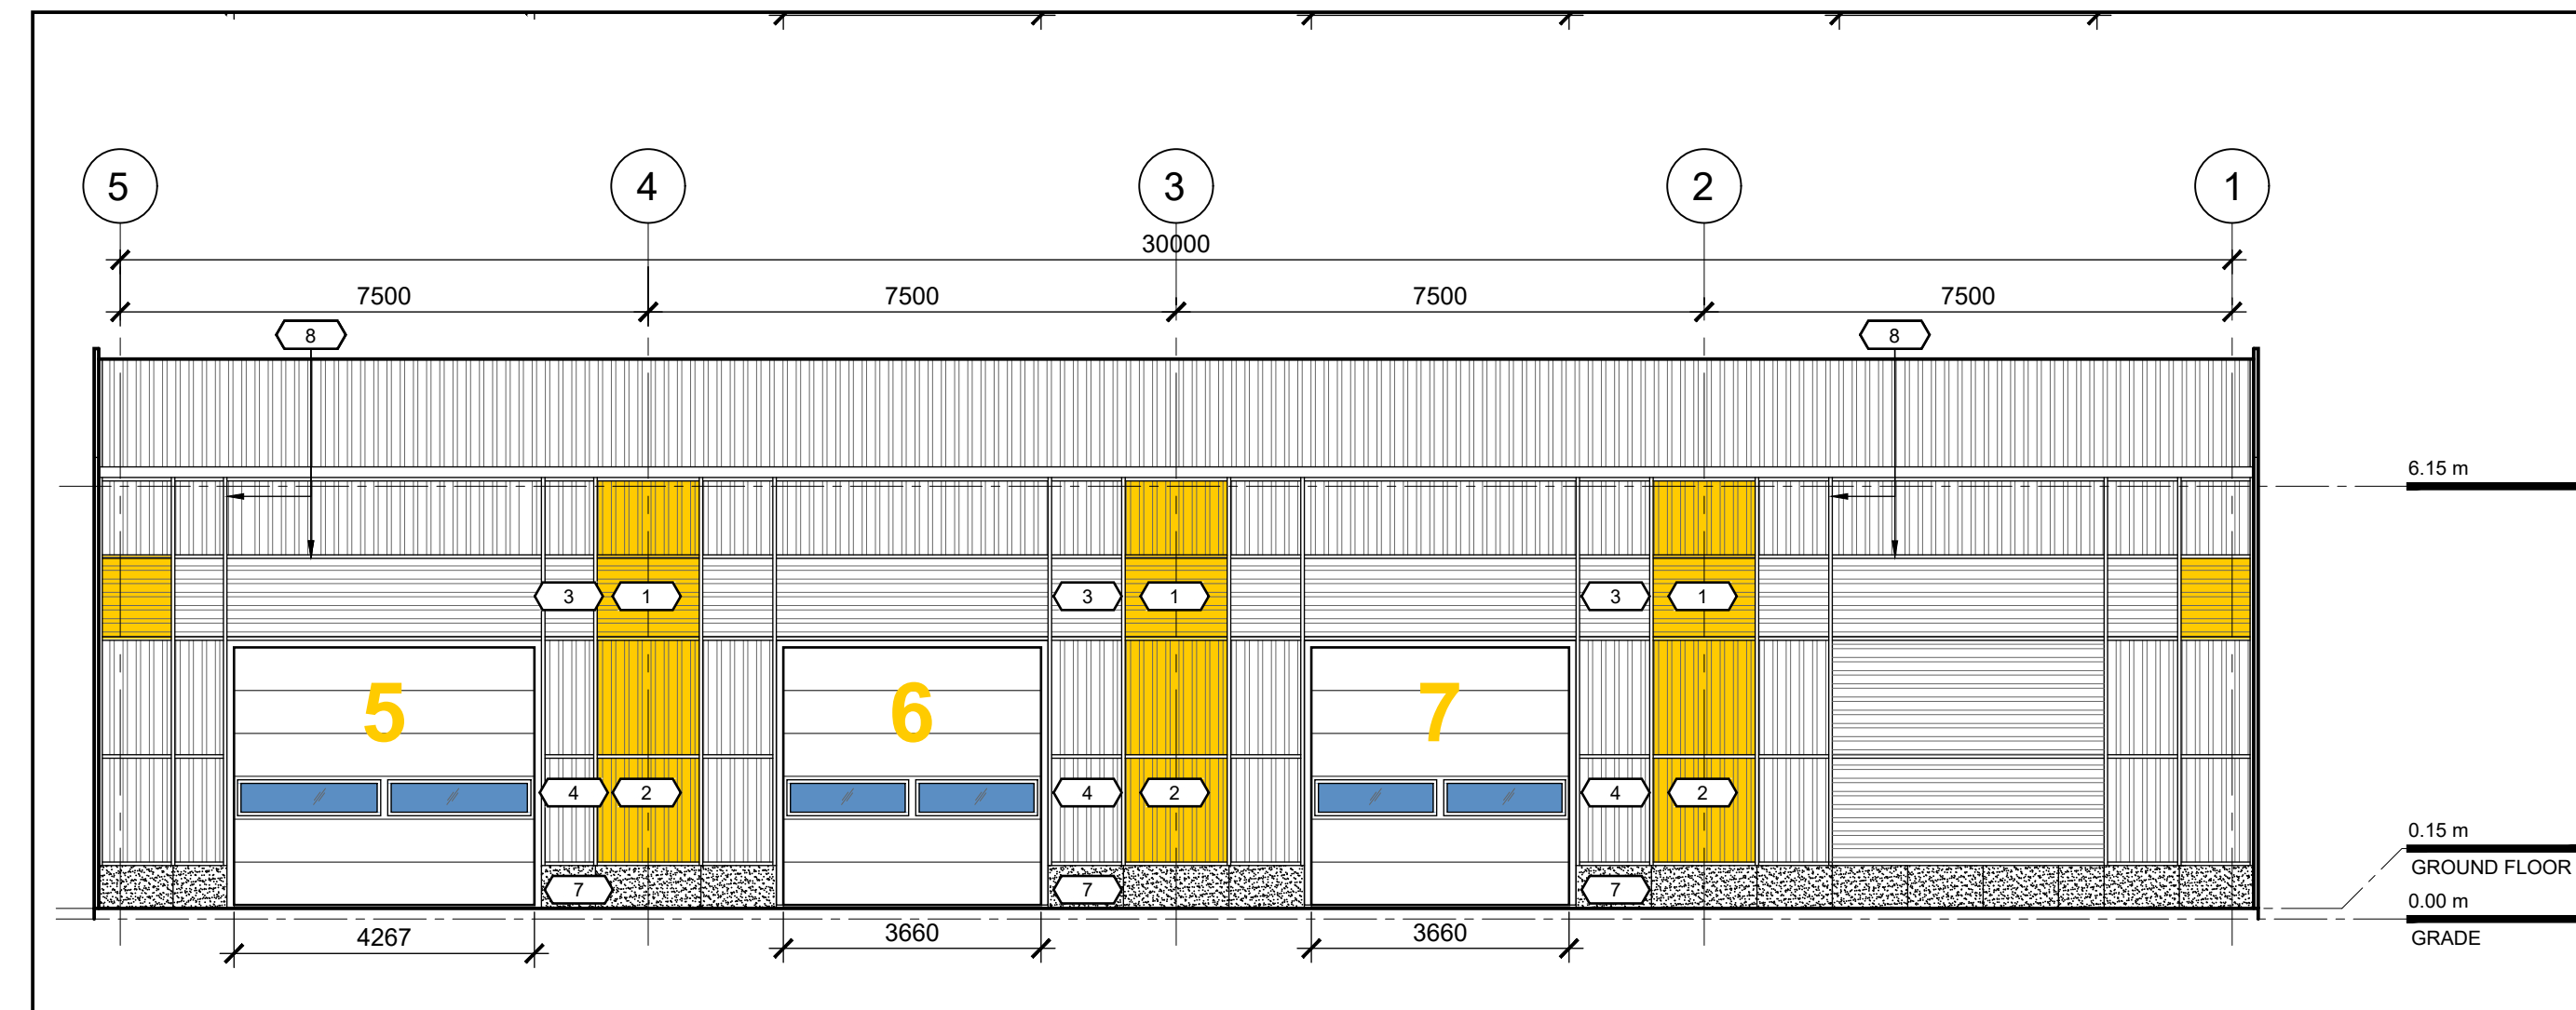 5 4 3 2 1
30000
7500 7500 7500 7500
8 8
6.15 m
3 1 3 1 3 1
5 6 7
4 2 4 2 4 2
0.15 m
GROUND FLOOR
7 7 7
0.00 m
GRADE
4267 3660 3660